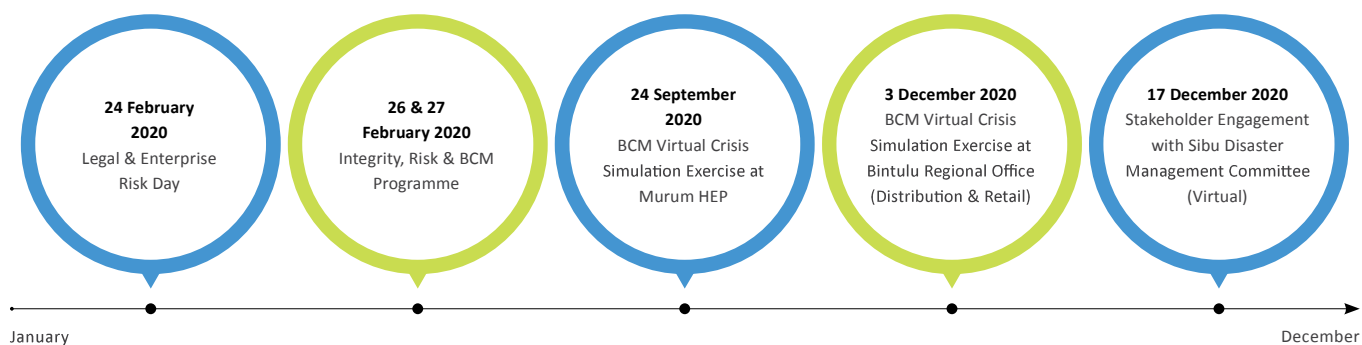 24 February
2020
Legal & Enterprise
Risk Day
26 & 27
February 2020
Integrity, Risk & BCM
Programme
24 September
2020
BCM Virtual Crisis
Simulation Exercise at
Murum HEP
3 December 2020
BCM Virtual Crisis
Simulation Exercise at
Bintulu Regional Office
(Distribution & Retail)
17 December 2020
Stakeholder Engagement
with Sibu Disaster
Management Committee
(Virtual)
January
December